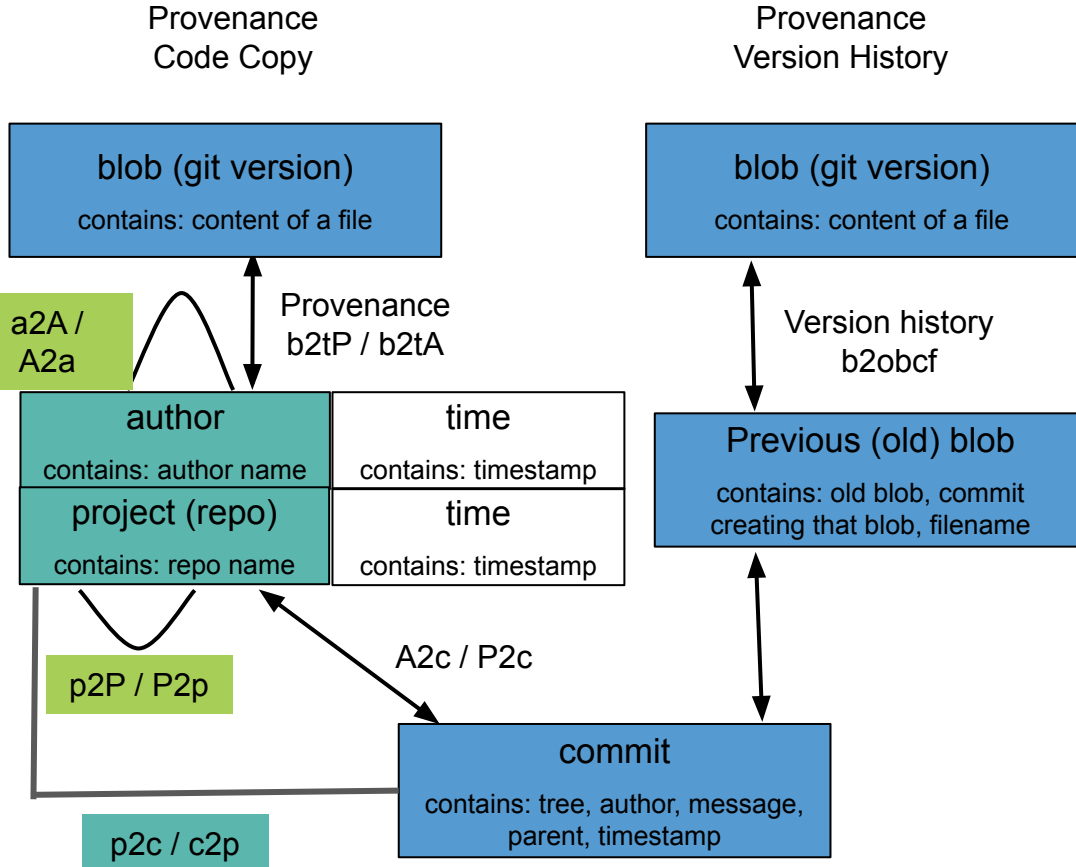 Provenance
Code Copy
Provenance
Version History
blob (git version)
contains: content of a file
blob (git version)
contains: content of a file
a2A /
A2a
Provenance
b2tP / b2tA
Version history
b2obcf
author
contains: author name
time
contains: timestamp
Previous (old) blob
contains: old blob, commit
creating that blob, filename
project (repo)
contains: repo name
time
contains: timestamp
A2c / P2c
p2P / P2p
commit
contains: tree, author, message,
parent, timestamp
p2c / c2p